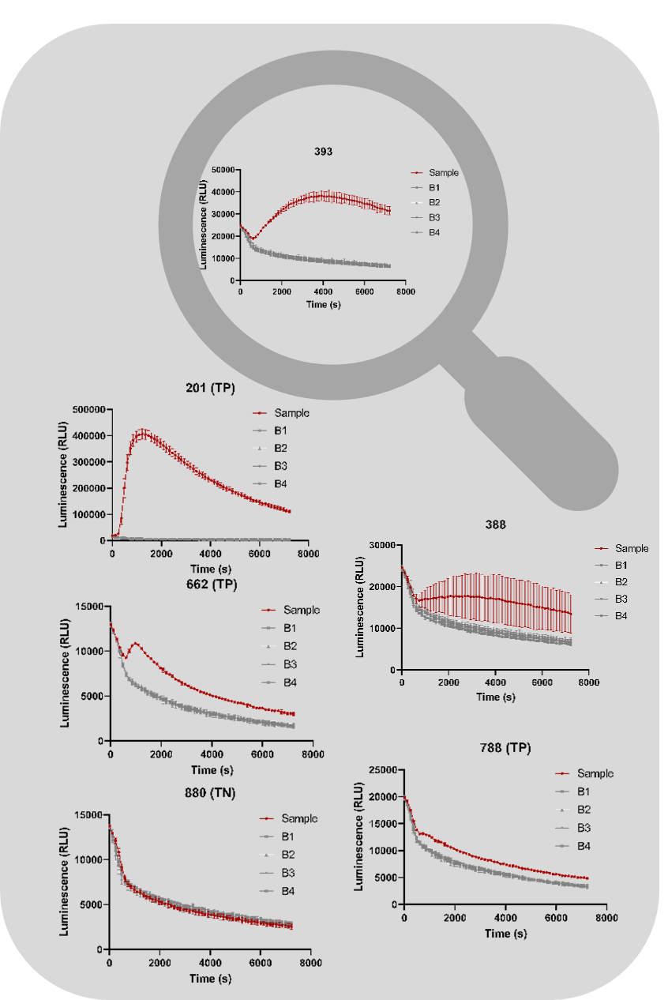 393
50000
40000
30000
20000
10000
0
Luminescence (RLU)
0 2000 4000 6000 8000
Time (s)
Sample
B1
B2
B3
B4
201 (TP)
500000
400000
300000
200000
100000
0
Luminescence (RLU)
0 2000 4000 6000 8000
Time (s)
Sample
B1
B2
B3
B4
388
30000
20000
10000
0
Luminescence (RLU)
0 2000 4000 6000 8000
Time (s)
Sample
B1
B2
B3
B4
662 (TP)
15000
10000
5000
0
Luminescence (RLU)
0 2000 4000 6000 8000
Time (s)
Sample
B1
B2
B3
B4
788 (TP)
25000
20000
15000
10000
5000
0
Luminescence (RLU)
0 2000 4000 6000 8000
Time (s)
Sample
B1
B2
B3
B4
880 (TN)
15000
10000
5000
0
Luminescence (RLU)
0 2000 4000 6000 8000
Time (s)
Sample
B1
B2
B3
B4